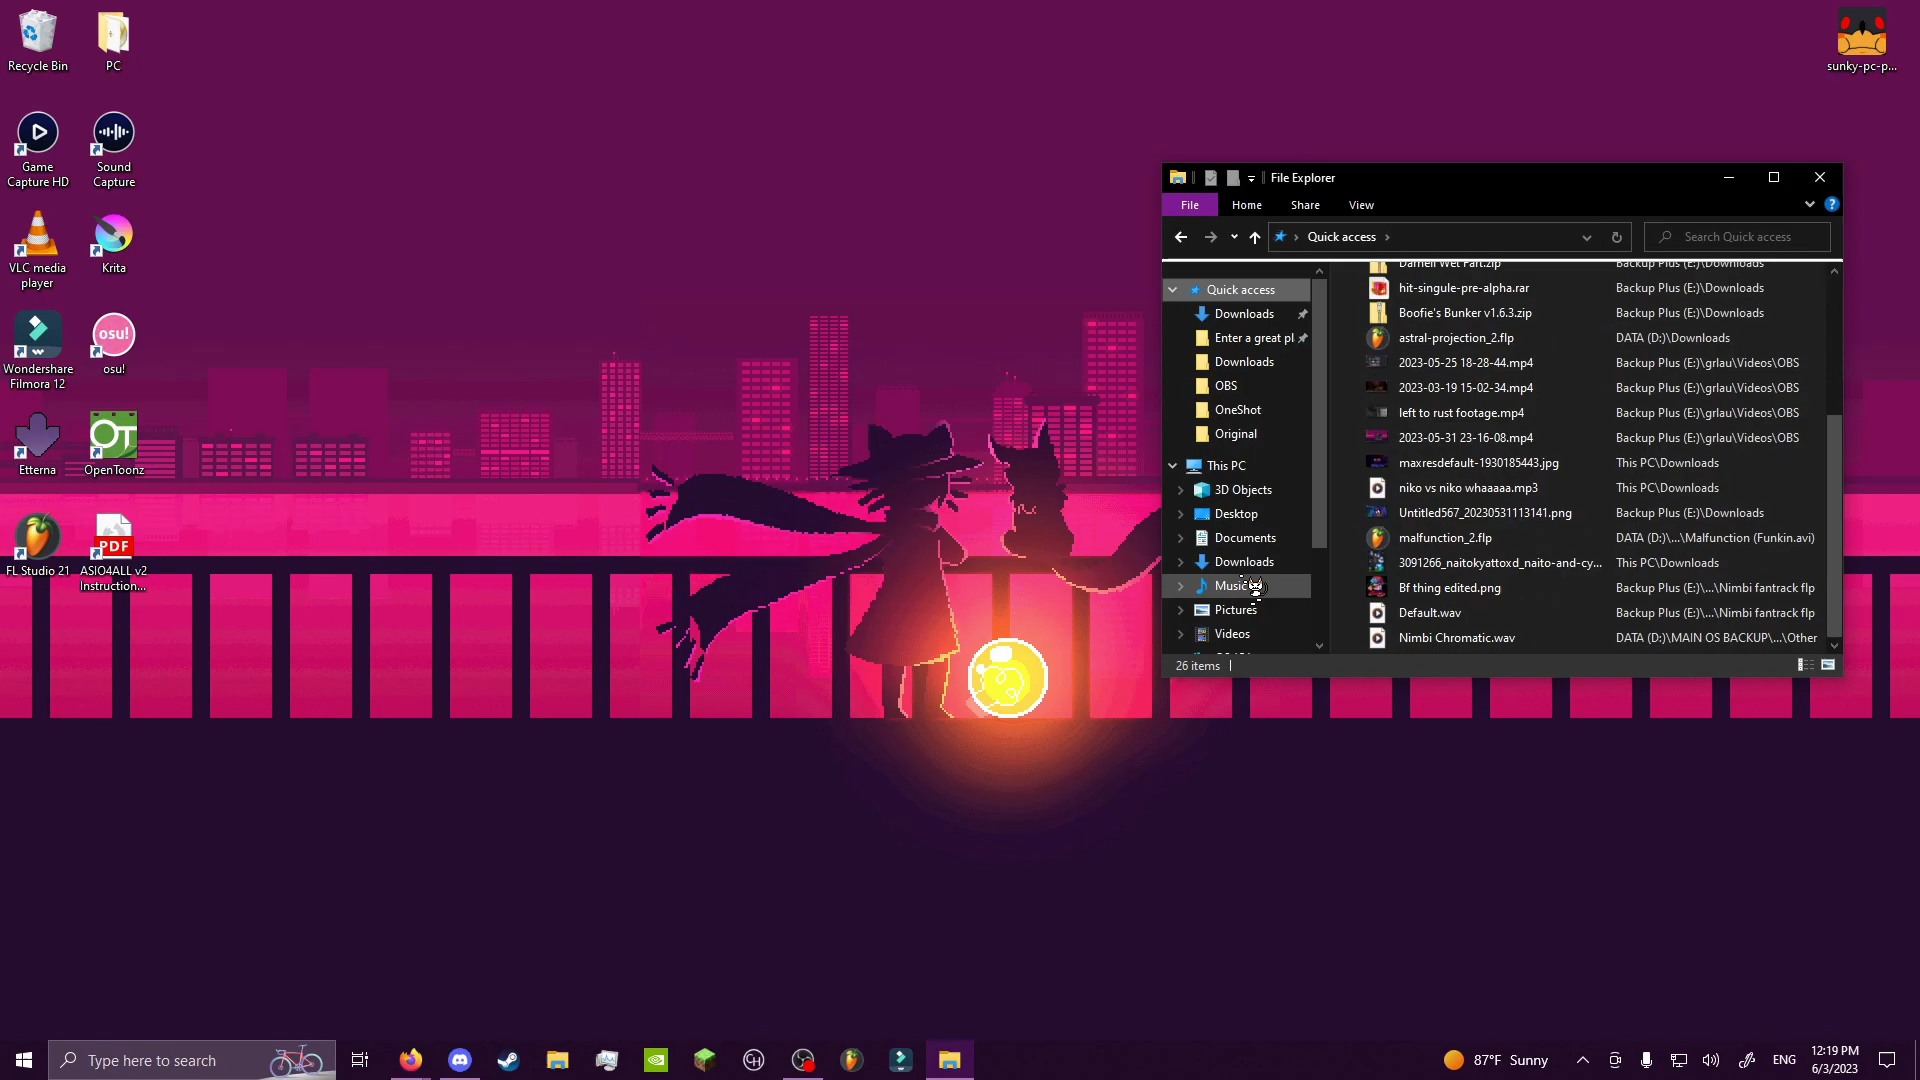 Recycle Bin
PC
sunky-pc-p...
Game
Capture HD
Sound
Capture
VLC media
player
Krita
Wondershare
Filmora 12
osu!
osu!
Etterna
OT
OpenToonz
FL Studio 21
PDF
ASIO4ALL v2
Instruction...
File Explorer
File
Home
Share
View
?
Quick access
Search Quick access
Quick access
Downloads
Enter a great pl
Downloads
OBS
OneShot
Original
This PC
3D Objects
Desktop
Documents
Downloads
Music
Pictures
Videos
Darnell Wet Fart.zip Backup Plus (E:)\Downloads
hit-singule-pre-alpha.rar Backup Plus (E:)\Downloads
Boofie's Bunker v1.6.3.zip Backup Plus (E:)\Downloads
astral-projection_2.flp DATA (D:)\Downloads
2023-05-25 18-28-44.mp4 Backup Plus (E:)\grlau\Videos\OBS
2023-03-19 15-02-34.mp4 Backup Plus (E:)\grlau\Videos\OBS
left to rust footage.mp4 Backup Plus (E:)\grlau\Videos\OBS
2023-05-31 23-16-08.mp4 Backup Plus (E:)\grlau\Videos\OBS
maxresdefault-1930185443.jpg This PC\Downloads
niko vs niko whaaaaa.mp3 This PC\Downloads
Untitled567_20230531113141.png Backup Plus (E:)\Downloads
malfunction_2.flp DATA (D:)\...\Malfunction (Funkin.avi)
3091266_naitokyattoxd_naito-and-cy... This PC\Downloads
Bf thing edited.png Backup Plus (E:)\...\Nimbi fantrack flp
Default.wav Backup Plus (E:)\...\Nimbi fantrack flp
Nimbi Chromatic.wav DATA (D:)\MAIN OS BACKUP\...\Other
26 items
Type here to search
CH
87°F Sunny
ENG
12:19 PM
6/3/2023